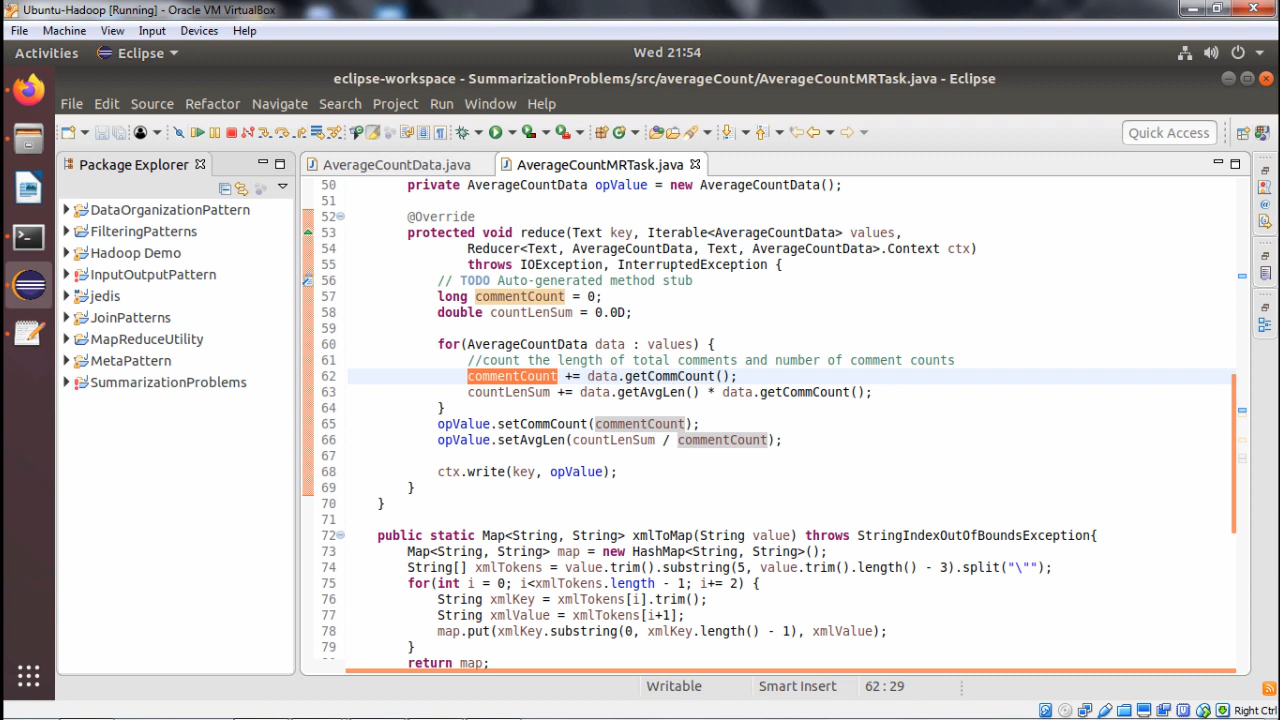 Ubuntu-Hadoop [Running] - Oracle VM VirtualBox
File Machine View Input Devices Help
Activities Eclipse Wed 21:54
eclipse-workspace - SummarizationProblems/src/averageCount/AverageCountMRTask.java - Eclipse
File Edit Source Refactor Navigate Search Project Run Window Help
Quick Access
Package Explorer
DataOrganizationPattern
FilteringPatterns
Hadoop Demo
InputOutputPattern
jedis
JoinPatterns
MapReduceUtility
MetaPattern
SummarizationProblems
AverageCountData.java AverageCountMRTask.java
50 private AverageCountData opValue = new AverageCountData();
51
52 @Override
53 protected void reduce(Text key, Iterable<AverageCountData> values,
54 Reducer<Text, AverageCountData, Text, AverageCountData>.Context ctx)
55 throws IOException, InterruptedException {
56 // TODO Auto-generated method stub
57 long commentCount = 0;
58 double countLenSum = 0.0D;
59
60 for(AverageCountData data : values) {
61 //count the length of total comments and number of comment counts
62 commentCount += data.getCommCount();
63 countLenSum += data.getAvgLen() * data.getCommCount();
64 }
65 opValue.setCommCount(commentCount);
66 opValue.setAvgLen(countLenSum / commentCount);
67
68 ctx.write(key, opValue);
69 }
70 }
71
72 public static Map<String, String> xmlToMap(String value) throws StringIndexOutOfBoundsException{
73 Map<String, String> map = new HashMap<String, String>();
74 String[] xmlTokens = value.trim().substring(5, value.trim().length() - 3).split("\"");
75 for(int i = 0; i<xmlTokens.length - 1; i+= 2) {
76 String xmlKey = xmlTokens[i].trim();
77 String xmlValue = xmlTokens[i+1];
78 map.put(xmlKey.substring(0, xmlKey.length() - 1), xmlValue);
79 }
return map;
Writable Smart Insert 62 : 29
Right Ctrl